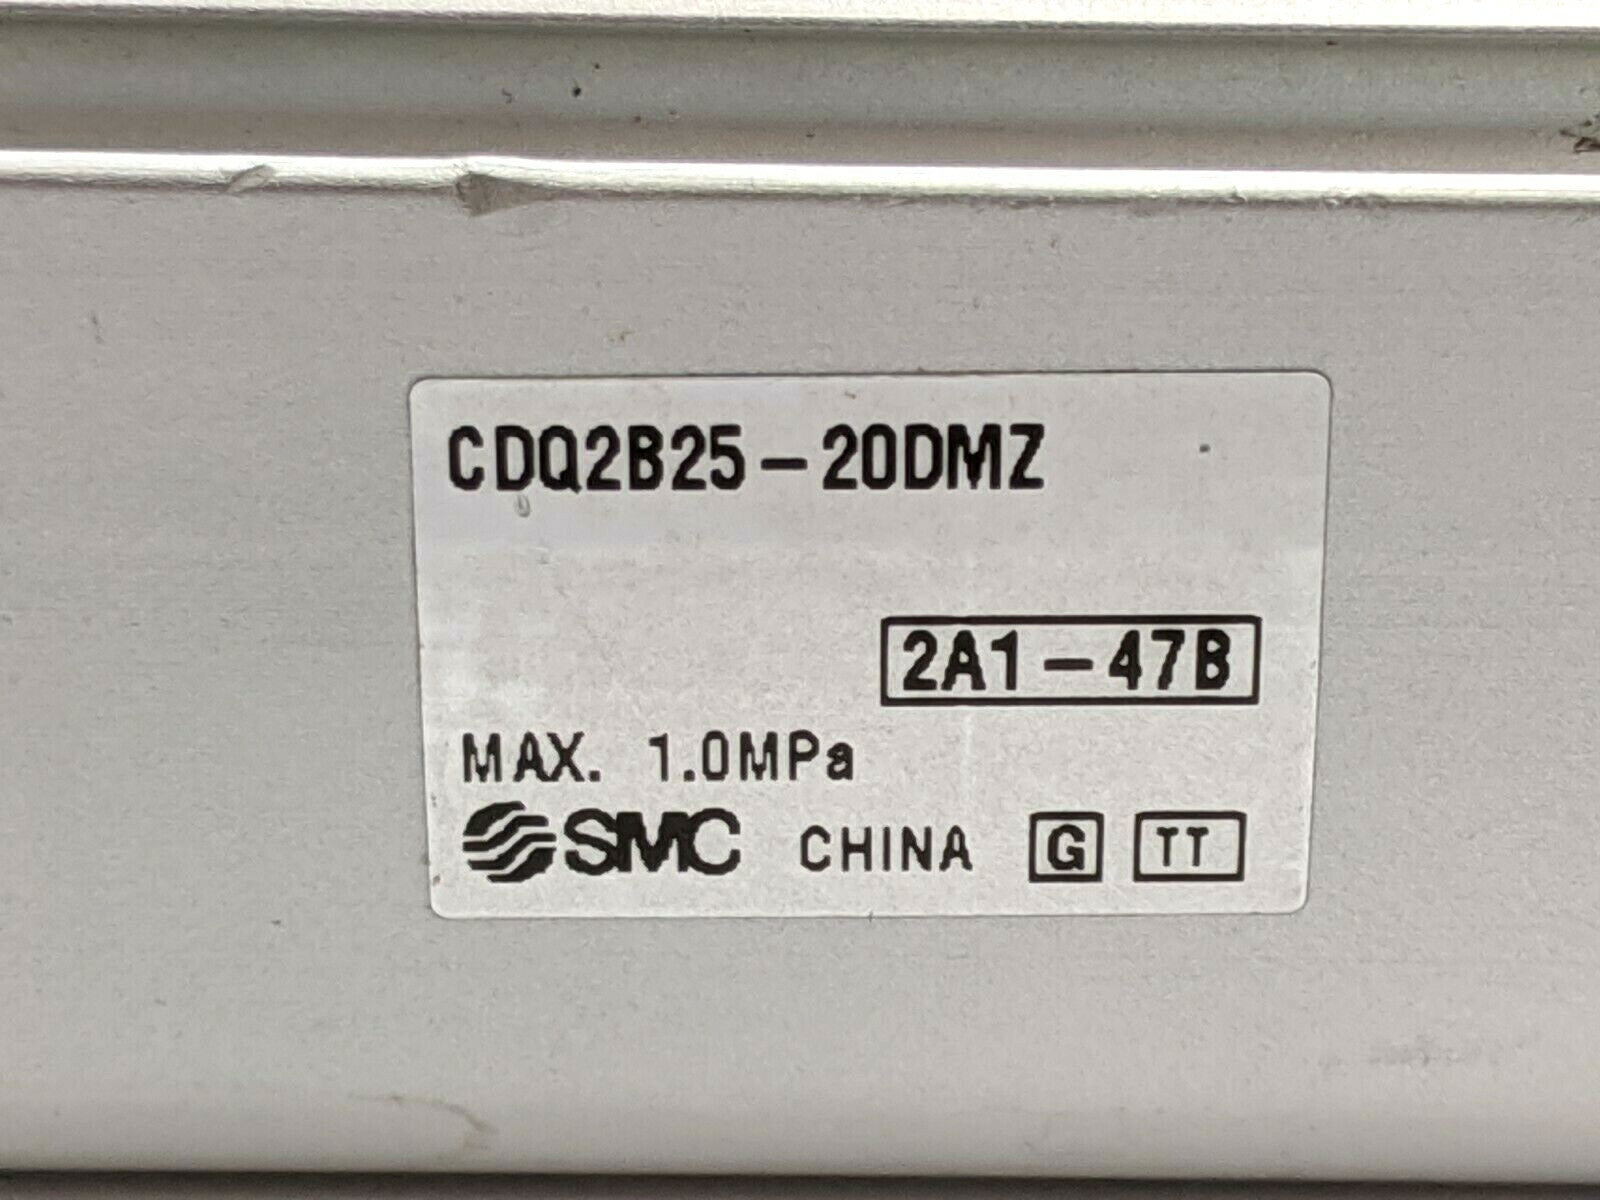 CDQ2B25-20DMZ
2A1-47B
MAX. 1.0MPa
SMC CHINA G TT